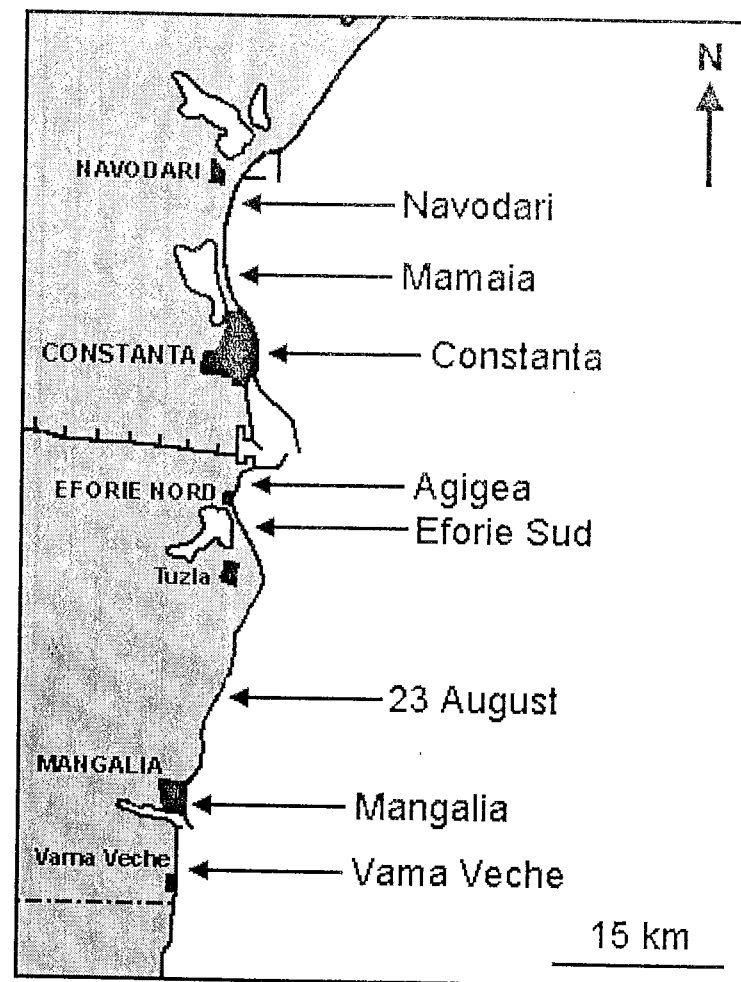 N
NAVODARI
Navodari
Mamaia
CONSTANTA
Constanta
EFORIE NORD
Agigea
Eforie Sud
Tuzla
23 August
MANGALIA
Mangalia
Vama Veche
Vama Veche
15 km